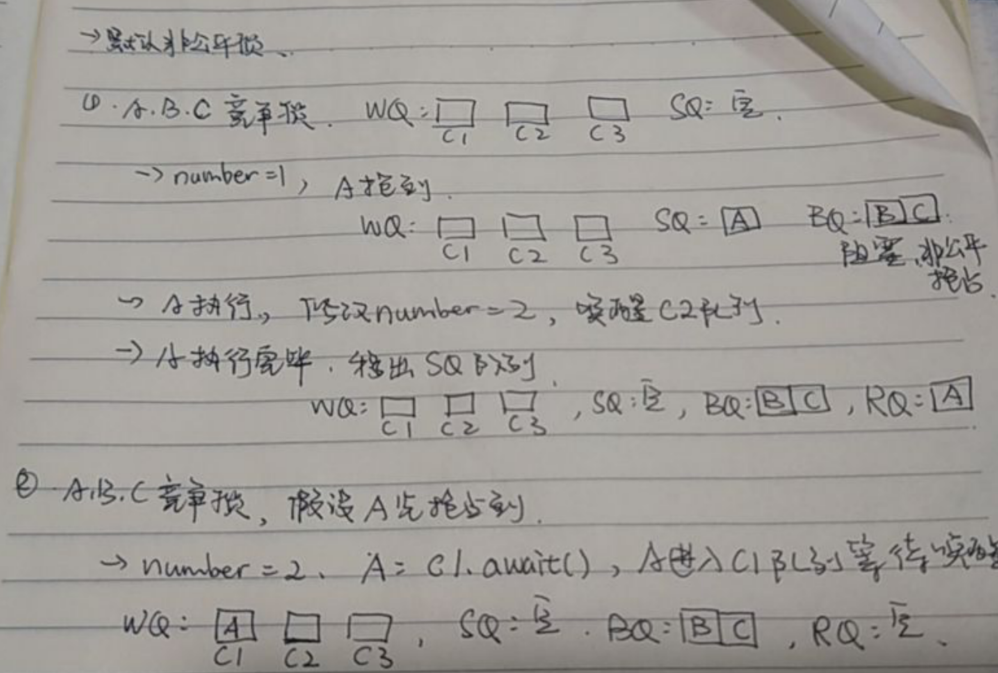 →默认非公平锁、
①.A.B.C竞争锁. WQ: C1 C2 C3 SQ:空.
→number=1, A抢到.
WQ: C1 C2 C3 SQ=A BQ=B C.
阻塞、非公平
抢占.
→A执行,, 修改number=2, 唤醒C2队列.
→A执行完毕.移出SQ队列.
WQ: C1 C2 C3, SQ:空, BQ:B C, RQ:A
② A.B.C竞争锁, 假设A先抢占到.
→number=2、A=C1.await(), A进入C1队列等待唤醒
WQ: A C1 C2 C3, SQ:空. BQ:B C, RQ:空、